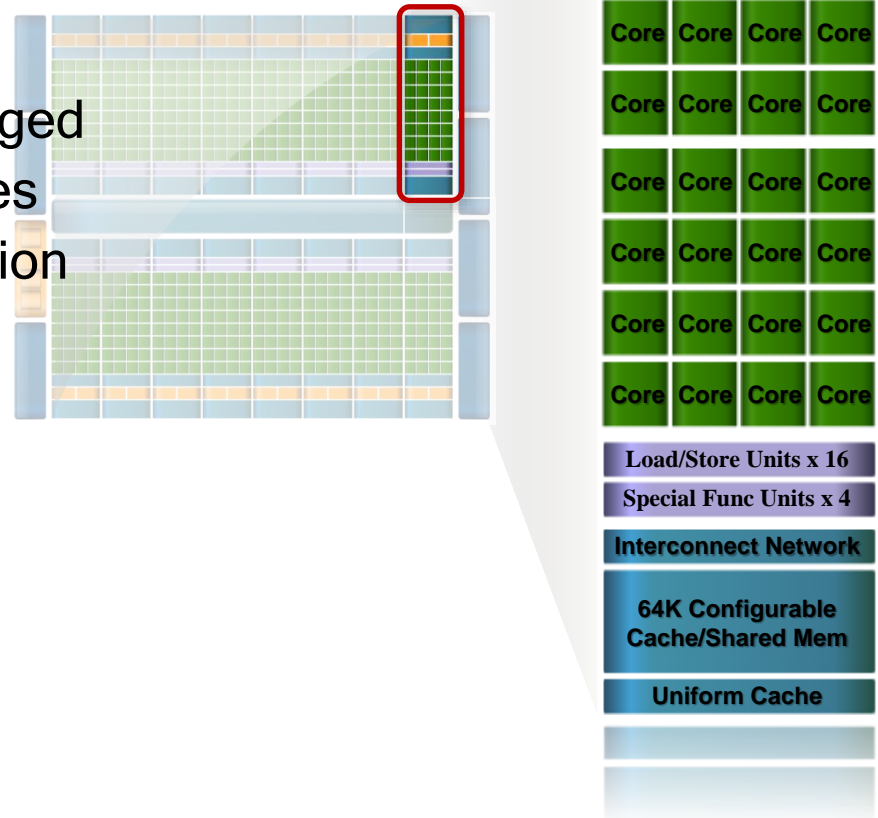 ged
es
ion
Core Core Core Core
Core Core Core Core
Core Core Core Core
Core Core Core Core
Core Core Core Core
Core Core Core Core
Load/Store Units x 16
Special Func Units x 4
Interconnect Network
64K Configurable
Cache/Shared Mem
Uniform Cache